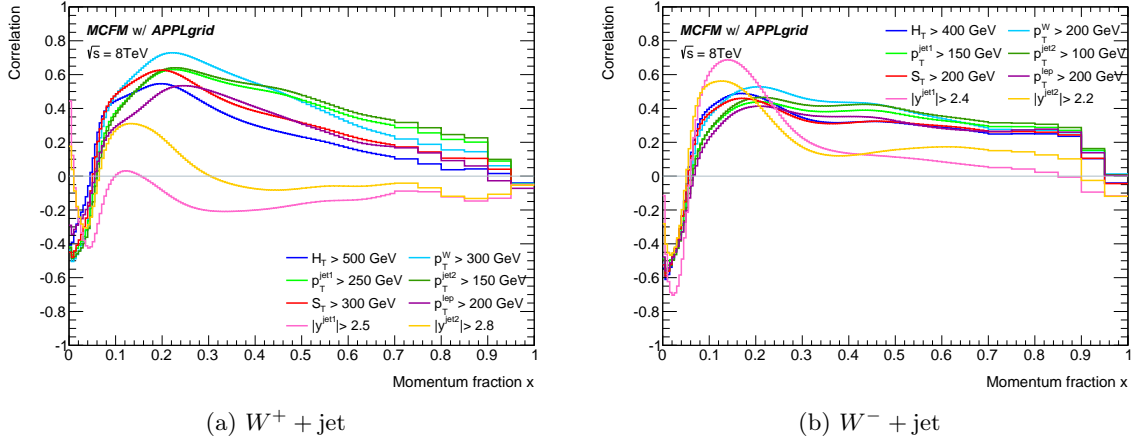 Correlation
1
0.8
0.6
0.4
0.2
0
-0.2
-0.4
-0.6
-0.8
-1
MCFM w/ APPLgrid
√s = 8TeV
H_T > 500 GeV
p_T^W > 300 GeV
p_T^jet1 > 250 GeV
p_T^jet2 > 150 GeV
S_T > 300 GeV
p_T^lep > 200 GeV
|y^jet1| > 2.5
|y^jet2| > 2.8
0 0.1 0.2 0.3 0.4 0.5 0.6 0.7 0.8 0.9 1
Momentum fraction x
(a) W⁺ + jet
Correlation
1
0.8
0.6
0.4
0.2
0
-0.2
-0.4
-0.6
-0.8
-1
MCFM w/ APPLgrid
√s = 8TeV
H_T > 400 GeV
p_T^W > 200 GeV
p_T^jet1 > 150 GeV
p_T^jet2 > 100 GeV
S_T > 200 GeV
p_T^lep > 200 GeV
|y^jet1| > 2.4
|y^jet2| > 2.2
0 0.1 0.2 0.3 0.4 0.5 0.6 0.7 0.8 0.9 1
Momentum fraction x
(b) W⁻ + jet